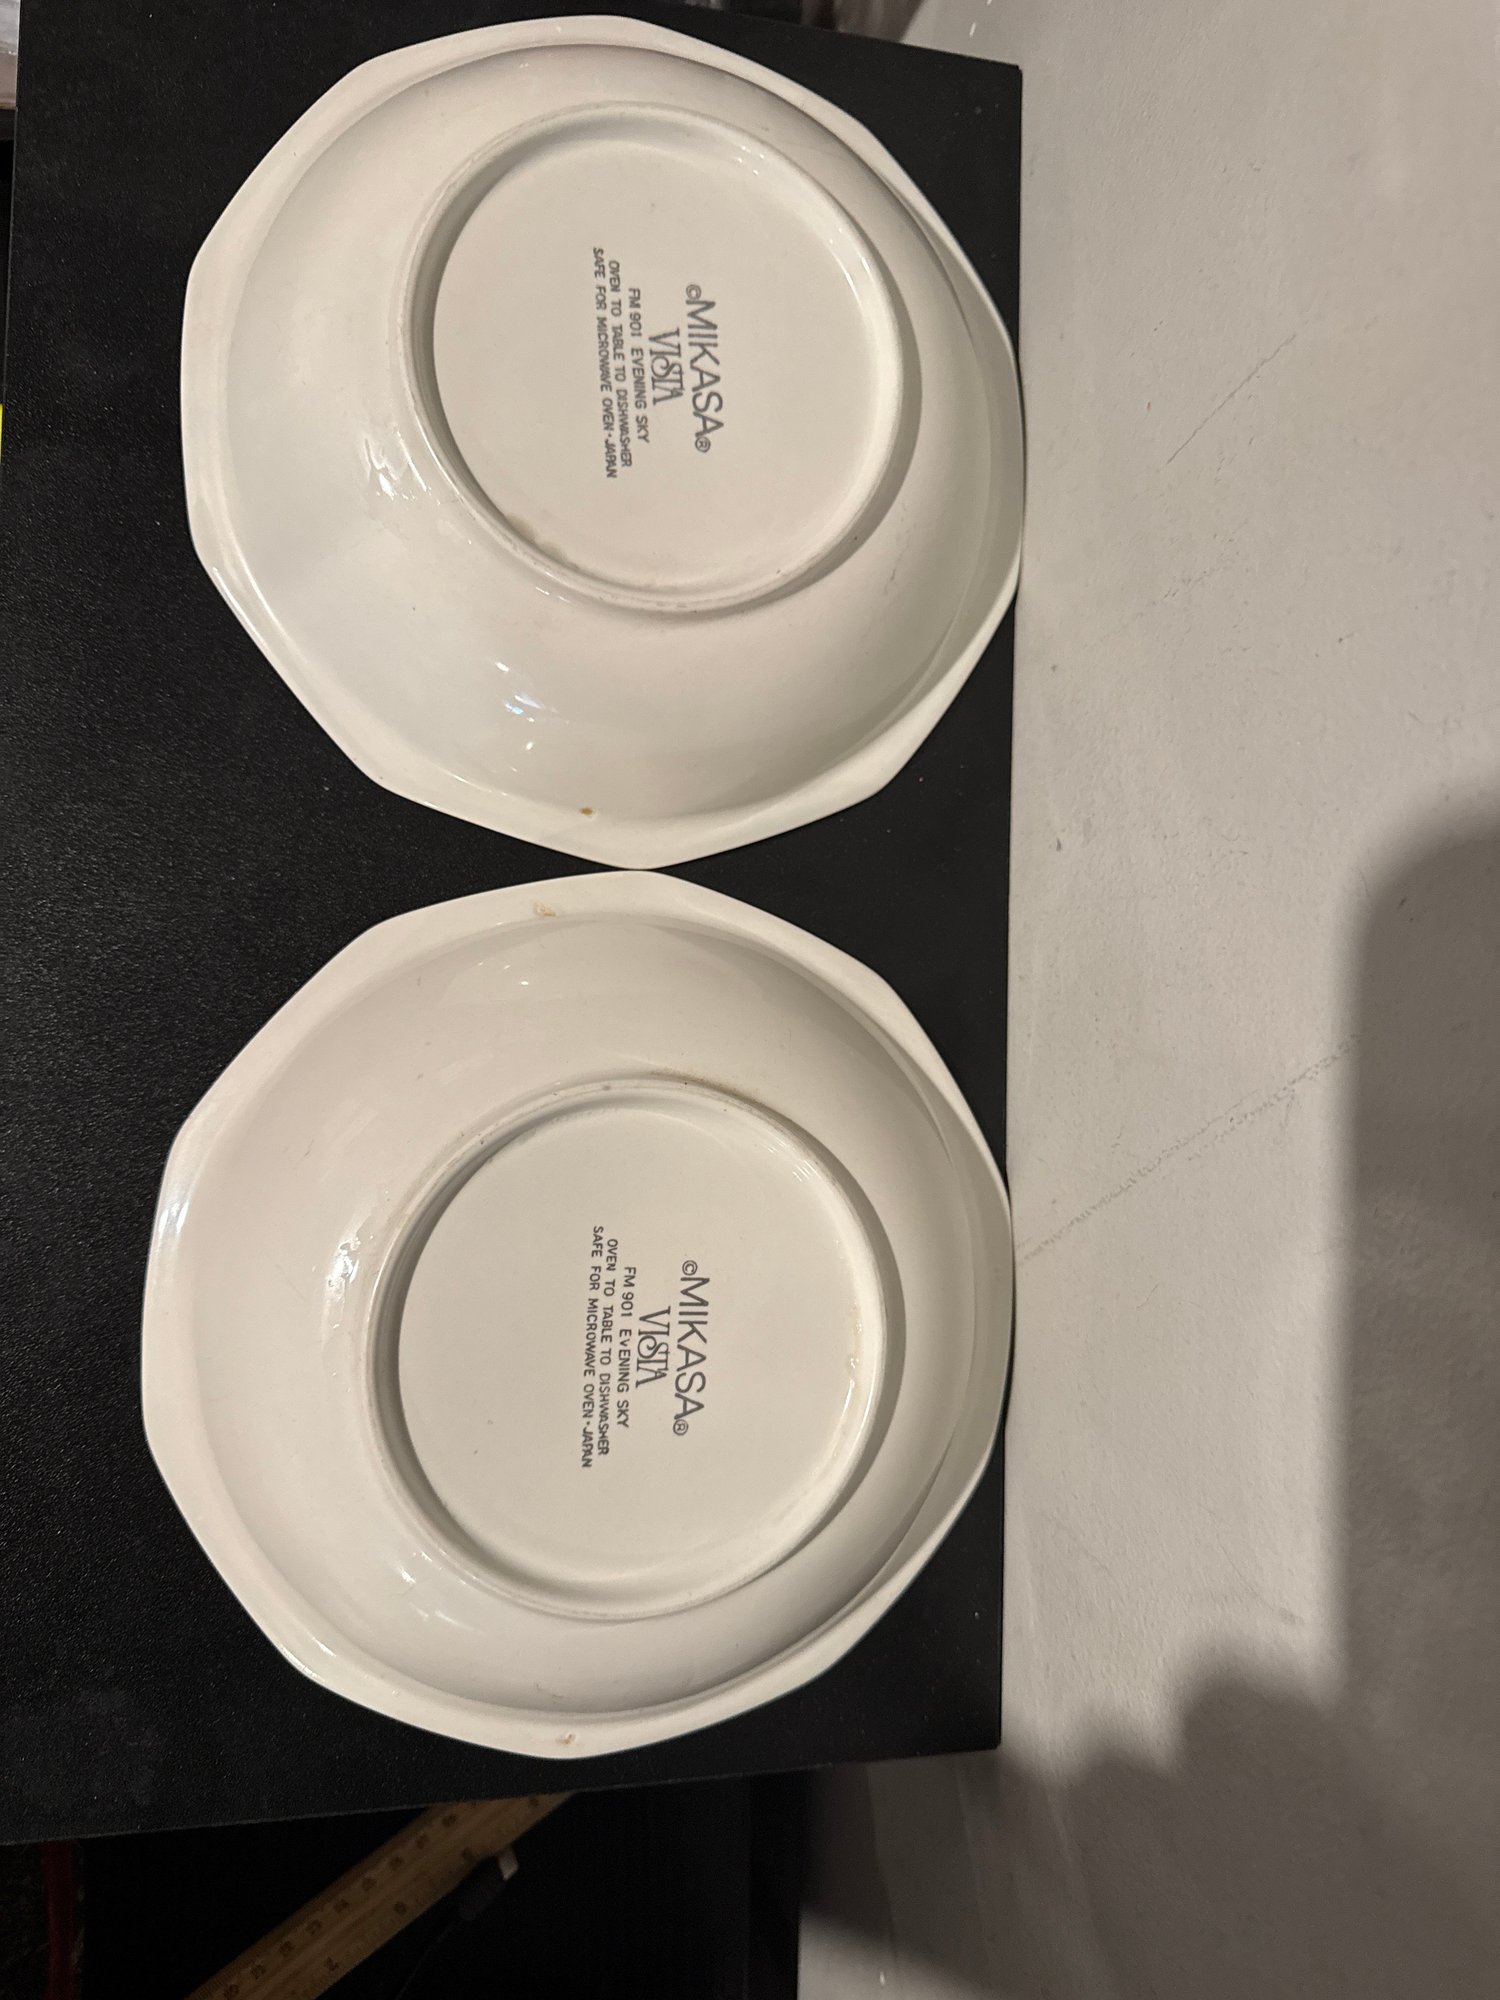 ©MIKASA®
VISTA
FM 901 EVENING SKY
OVEN TO TABLE TO DISHWASHER
SAFE FOR MICROWAVE OVEN·JAPAN
©MIKASA®
VISTA
FM 901 EVENING SKY
OVEN TO TABLE TO DISHWASHER
SAFE FOR MICROWAVE OVEN·JAPAN